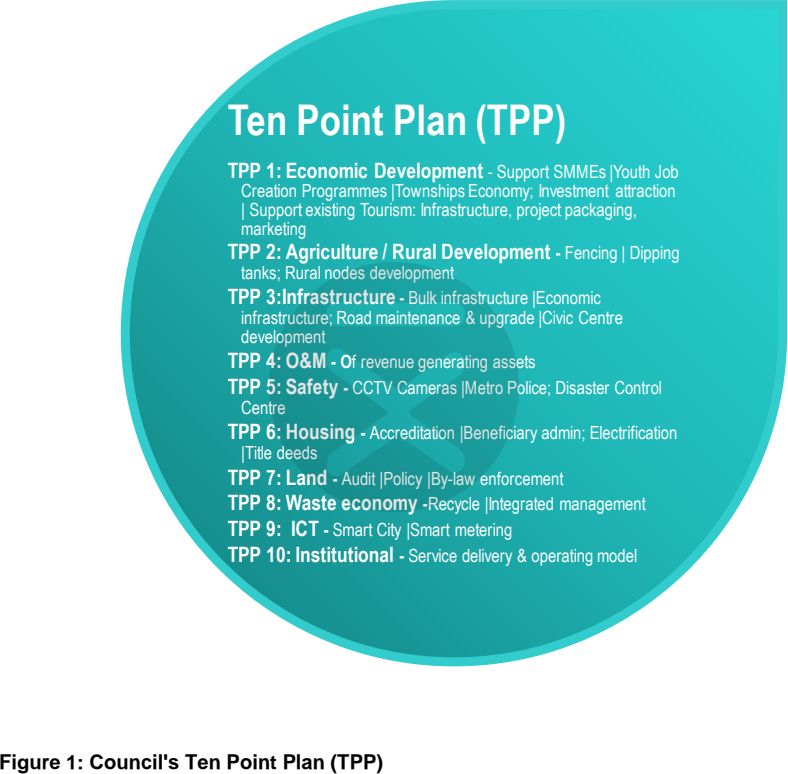 Ten Point Plan (TPP)
TPP 1: Economic Development - Support SMMEs |Youth Job
Creation Programmes |Townships Economy; Investment attraction
| Support existing Tourism: Infrastructure, project packaging,
marketing
TPP 2: Agriculture / Rural Development - Fencing | Dipping
tanks; Rural nodes development
TPP 3:Infrastructure - Bulk infrastructure |Economic
infrastructure; Road maintenance & upgrade |Civic Centre
development
TPP 4: O&M - Of revenue generating assets
TPP 5: Safety - CCTV Cameras |Metro Police; Disaster Control
Centre
TPP 6: Housing - Accreditation |Beneficiary admin; Electrification
|Title deeds
TPP 7: Land - Audit |Policy |By-law enforcement
TPP 8: Waste economy -Recycle |Integrated management
TPP 9: ICT - Smart City |Smart metering
TPP 10: Institutional - Service delivery & operating model
Figure 1: Council's Ten Point Plan (TPP)